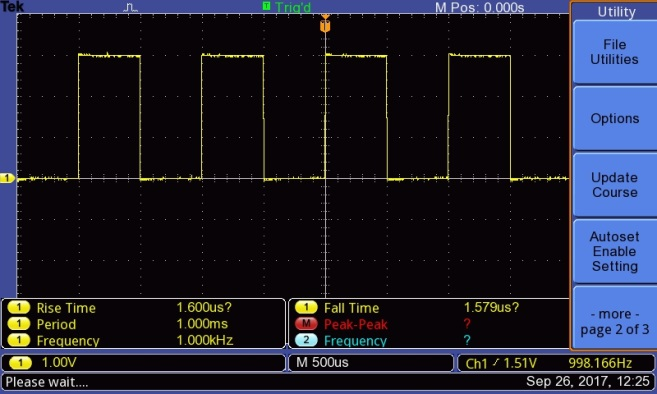 Tek
T Trig'd
M Pos: 0.000s
T
1
Utility
File
Utilities
Options
Update
Course
Autoset
Enable
Setting
- more -
page 2 of 3
1 Rise Time 1.600us?
1 Period 1.000ms
1 Frequency 1.000kHz
1 Fall Time 1.579us?
M Peak-Peak ?
2 Frequency ?
1 1.00V
M 500us
Ch1 1.51V 998.166Hz
Please wait....
Sep 26, 2017, 12:25